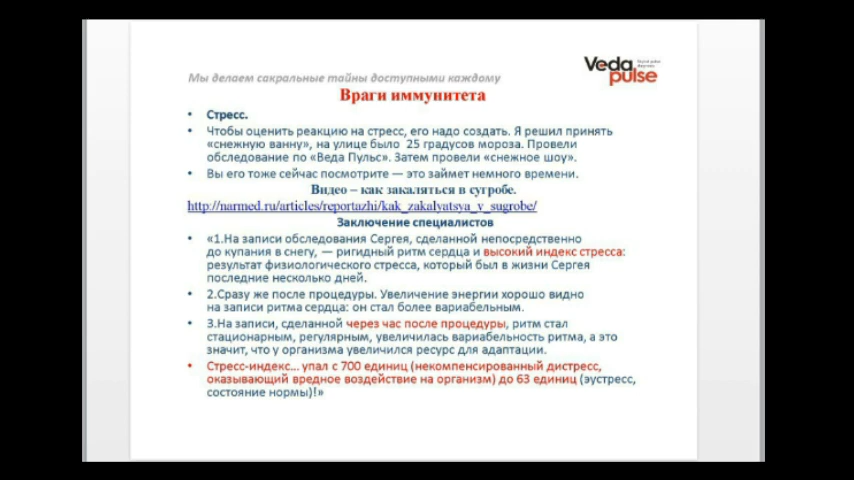 Мы делаем сакральные тайны доступными каждому
Veda
pulse
Враги иммунитета
• Стресс.
• Чтобы оценить реакцию на стресс, его надо создать. Я решил принять
«снежную ванну», на улице было 25 градусов мороза. Провели
обследование по «Веда Пульс». Затем провели «снежное шоу».
• Вы его тоже сейчас посмотрите — это займет немного времени.
Видео – как закаляться в сугробе.
http://narmed.ru/articles/reportazhi/kak_zakalyatsya_v_sugrobe/
Заключение специалистов
• «1.На записи обследования Сергея, сделанной непосредственно
до купания в снегу, — ригидный ритм сердца и высокий индекс стресса:
результат физиологического стресса, который был в жизни Сергея
последние несколько дней.
• 2.Сразу же после процедуры. Увеличение энергии хорошо видно
на записи ритма сердца: он стал более вариабельным.
• 3.На записи, сделанной через час после процедуры, ритм стал
стационарным, регулярным, увеличилась вариабельность ритма, а это
значит, что у организма увеличился ресурс для адаптации.
• Стресс-индекс... упал с 700 единиц (некомпенсированный дистресс,
оказывающий вредное воздействие на организм) до 63 единиц (эустресс,
состояние нормы)!»